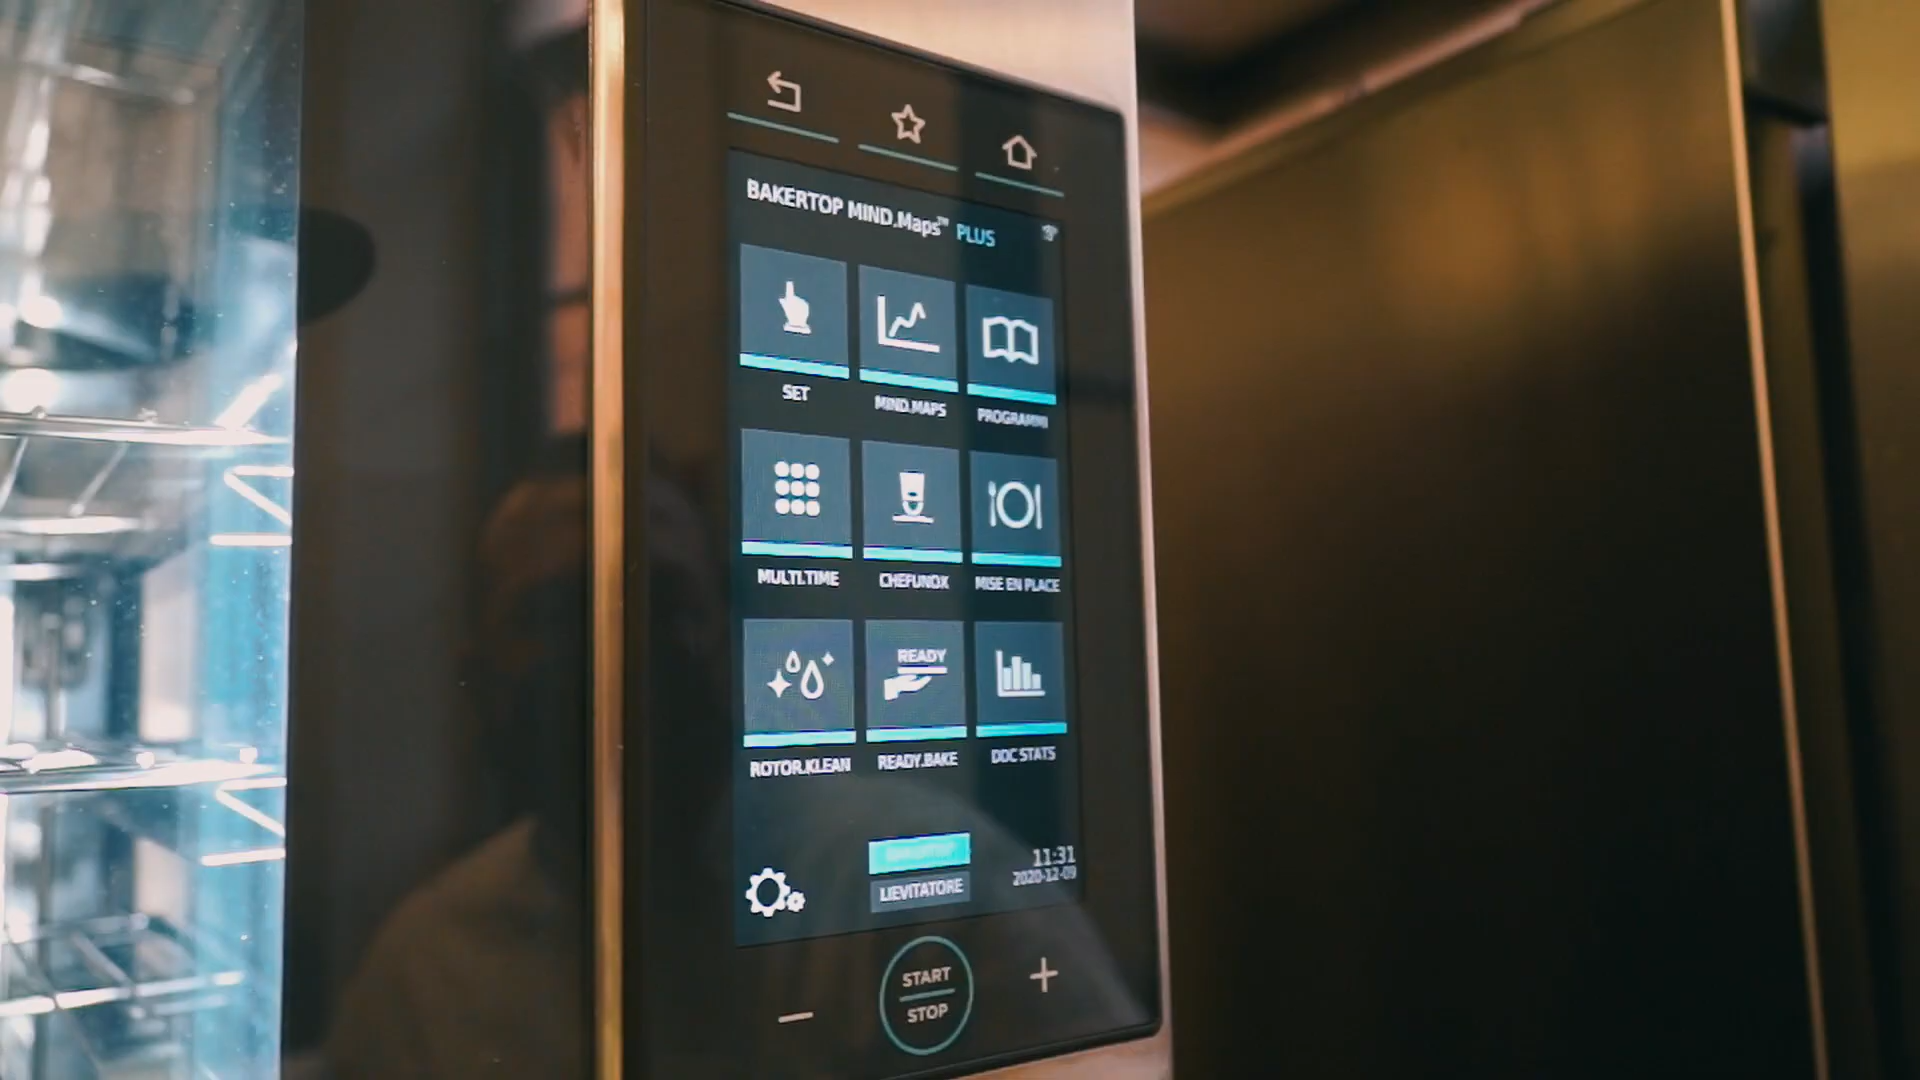 BAKERTOP MIND.Maps™ PLUS
SET
MIND.MAPS
PROGRAMMI
MULTI.TIME
CHEFUNOX
MISE EN PLACE
READY
ROTOR.KLEAN
READY.BAKE
DDC STATS
11:31
LIEVITATORE
2020-12-09
START
STOP